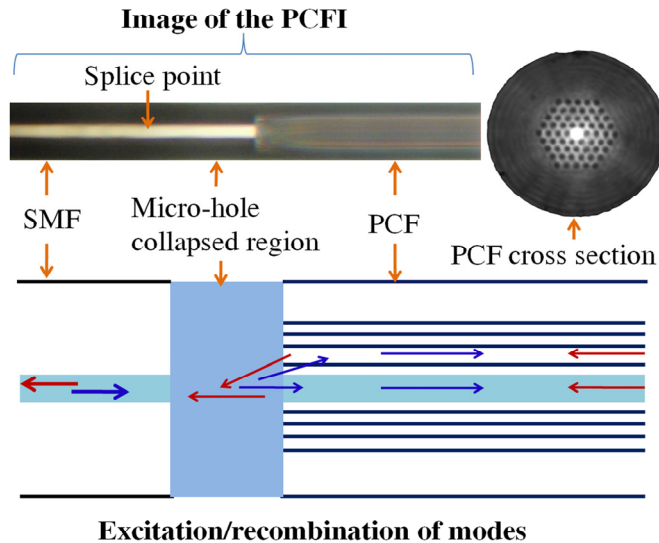 Image of the PCFI
Splice point
SMF
Micro-hole
collapsed region
PCF
PCF cross section
Excitation/recombination of modes